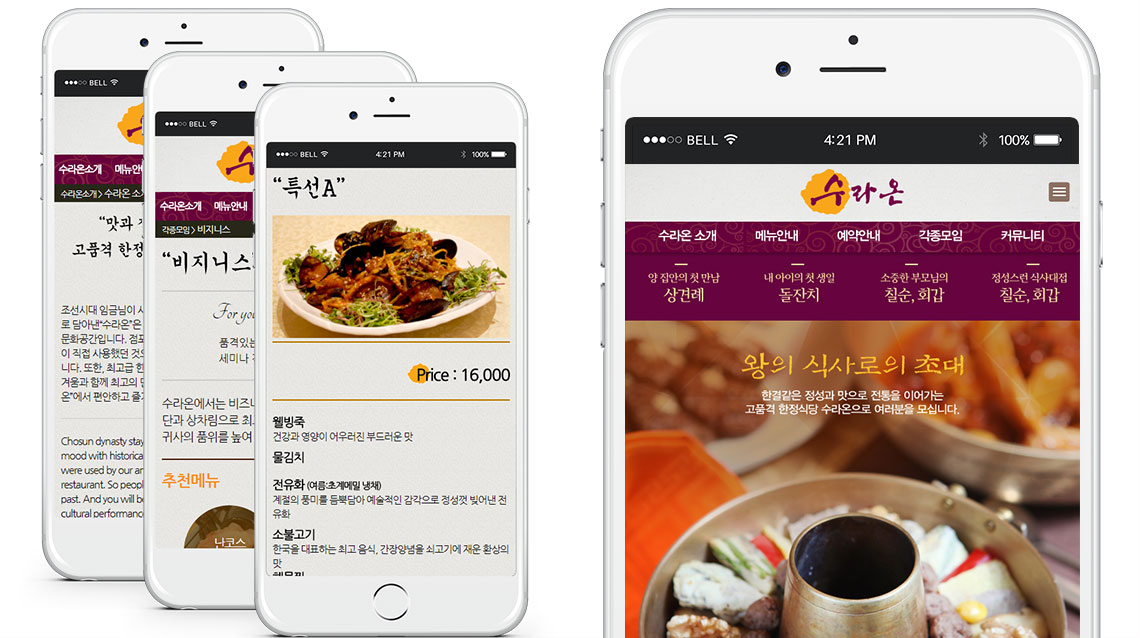 BELL
수라온소개 메뉴안내
수라온소개 > 수라온 소
“맛과
고품격 한정
조선시대 임금님이
로 담아낸“수라온”은
문화공간입니다. 점포
이 직접 사용했던 것으
니다. 또한, 최고급 한
겨움과 함께 최고의 만
온”에서 편안하고 즐거
Chosun dynasty stay
mood with historical
were used by our an
restaurant. So people
past. And you will be
cultural performance
BELL
수라온소개 메뉴안내
각종모임 > 비지니스
“비지니스
For you
품격있는
세미나
수라온에서는 비즈니
단과 상차림으로 최고
귀사의 품위를 높여
추천메뉴
난코스
BELL 4:21 PM 100%
“특선A”
Price : 16,000
웰빙죽
건강과 영양이 어우러진 부드러운 맛
물김치
전유화 (여름:초계메밀 냉채)
계절의 풍미를 듬뿍담아 예술적인 감각으로 정성껏 빚어낸 전
유화
소불고기
한국을 대표하는 최고 음식, 간장양념을 쇠고기에 재운 환상의
맛
해물찜
BELL 4:21 PM 100%
수라온
수라온 소개 메뉴안내 예약안내 각종모임 커뮤니티
양 집안의 첫 만남 내 아이의 첫 생일 소중한 부모님의 정성스런 식사대접
상견례 돌잔치 칠순, 회갑 칠순, 회갑
왕의 식사로의 초대
한결같은 정성과 맛으로 전통을 이어가는
고품격 한정식당 수라온으로 여러분을 모십니다.